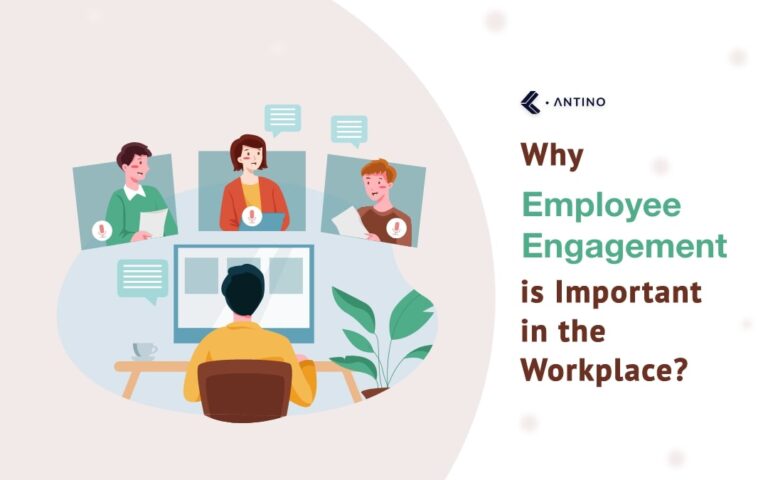 ANTINO
Why
Employee
Engagement
is Important
in the
Workplace?